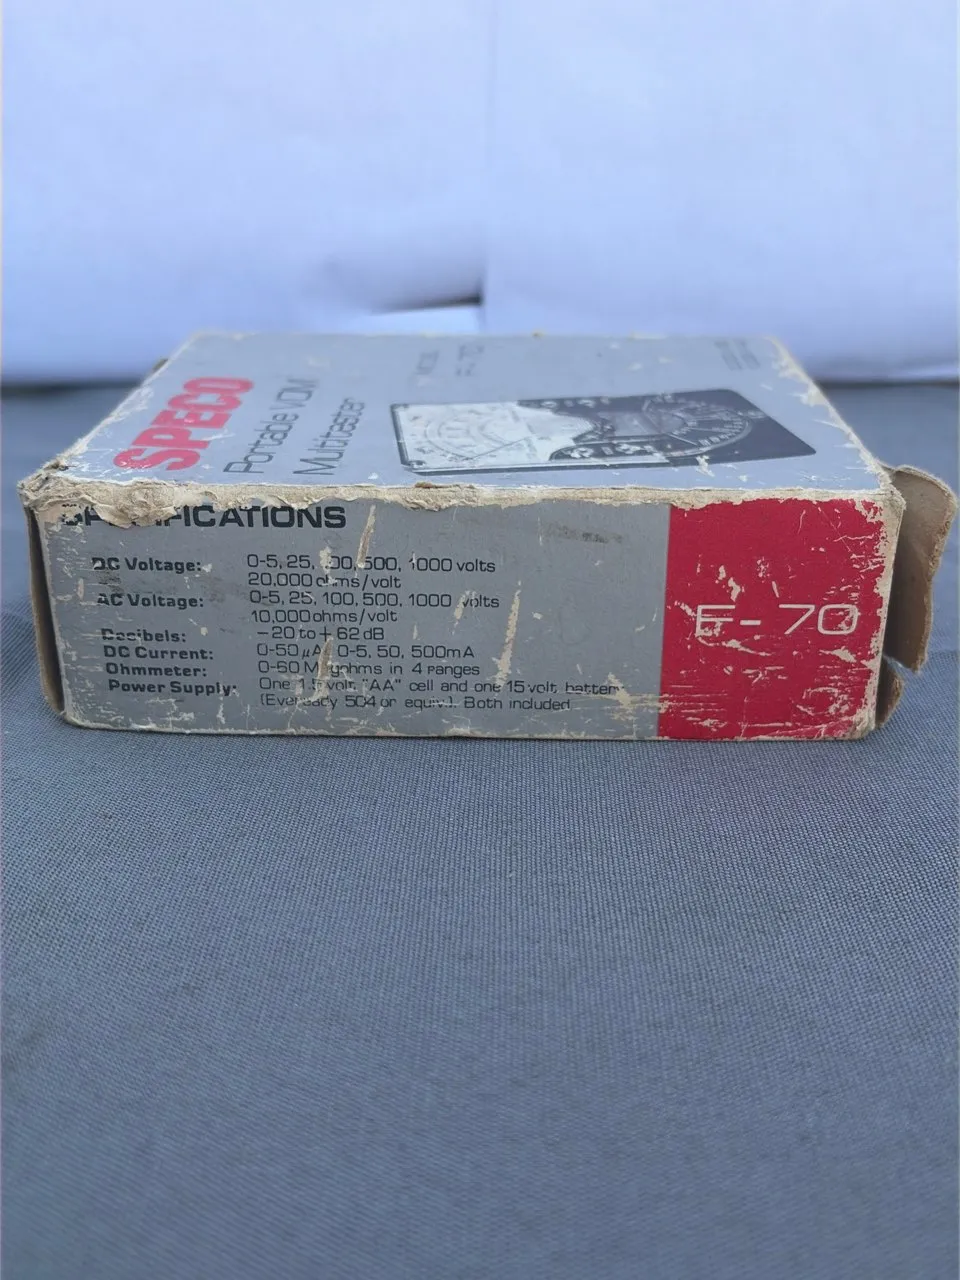 SPECO
Portable VOM
Multitester
SPECIFICATIONS
DC Voltage: 0-5, 25, 100, 500, 1000 volts
20,000 ohms/volt
AC Voltage: 0-5, 25, 100, 500, 1000 volts
10,000 ohms/volt
Decibels: -20 to + 62 dB
DC Current: 0-50 µA, 0-5, 50, 500mA
Ohmmeter: 0-60 Megohms in 4 ranges
Power Supply: One 1.5 volt "AA" cell and one 15 volt battery
(Eveready 504 or equiv.). Both included
E-70